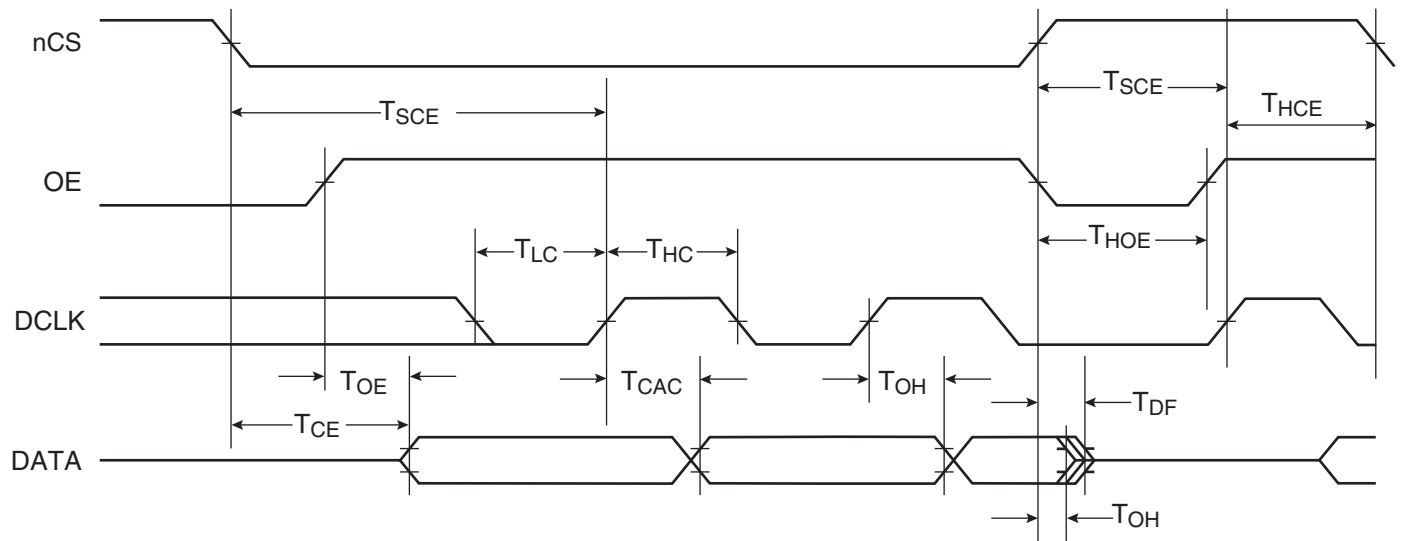 nCS
TSCE
TSCE
THCE
OE
TLC
THC
THOE
DCLK
TOE
TCAC
TOH
TDF
TCE
DATA
TOH